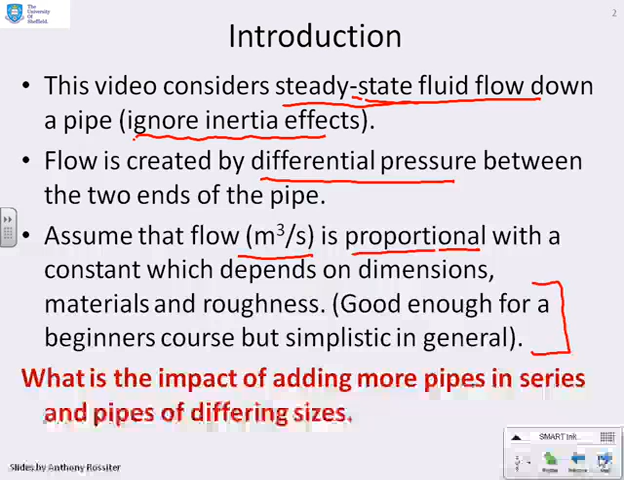 The
University
Of
Sheffield.
2
Introduction
• This video considers steady-state fluid flow down
a pipe (ignore inertia effects).
• Flow is created by differential pressure between
the two ends of the pipe.
• Assume that flow (m³/s) is proportional with a
constant which depends on dimensions,
materials and roughness. (Good enough for a
beginners course but simplistic in general).
What is the impact of adding more pipes in series
and pipes of differing sizes.
SMART Ink
Slides by Anthony Rossiter